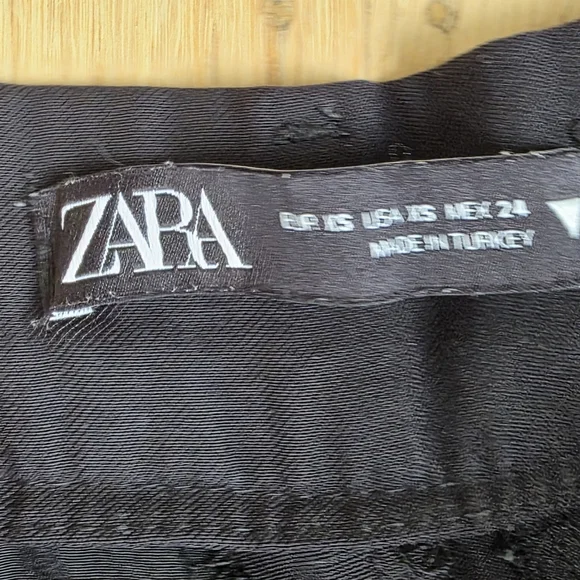 ZARA
EUR XS USA XS MEX 24
MADE IN TURKEY